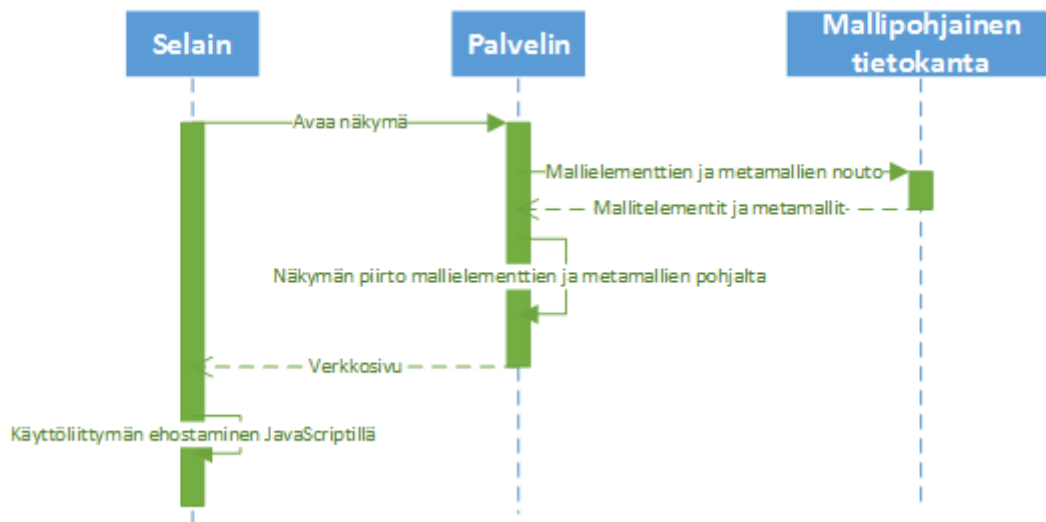 Selain
Palvelin
Mallipohjainen
tietokanta
Avaa näkymä
Mallielementtien ja metamallien nouto
Mallitelementit ja metamallit
Näkymän piirto mallielementtien ja metamallien pohjalta
Verkkosivu
Käyttöliittymän ehostaminen JavaScriptillä